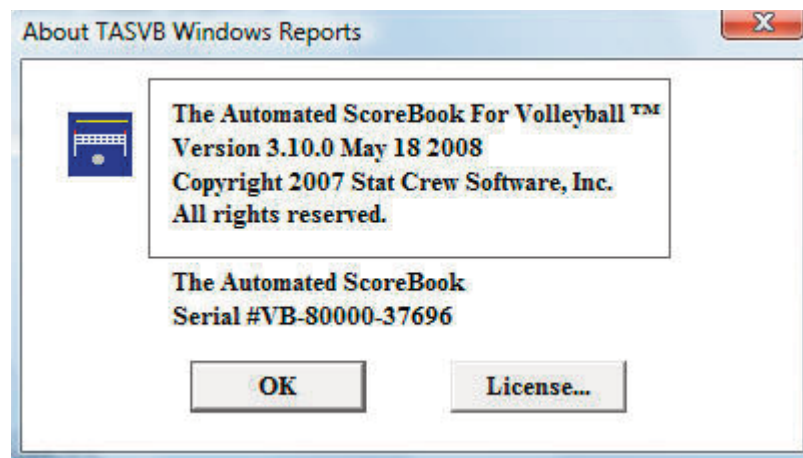 About TASVB Windows Reports
The Automated ScoreBook For Volleyball ™
Version 3.10.0 May 18 2008
Copyright 2007 Stat Crew Software, Inc.
All rights reserved.
The Automated ScoreBook
Serial #VB-80000-37696
OK
License...